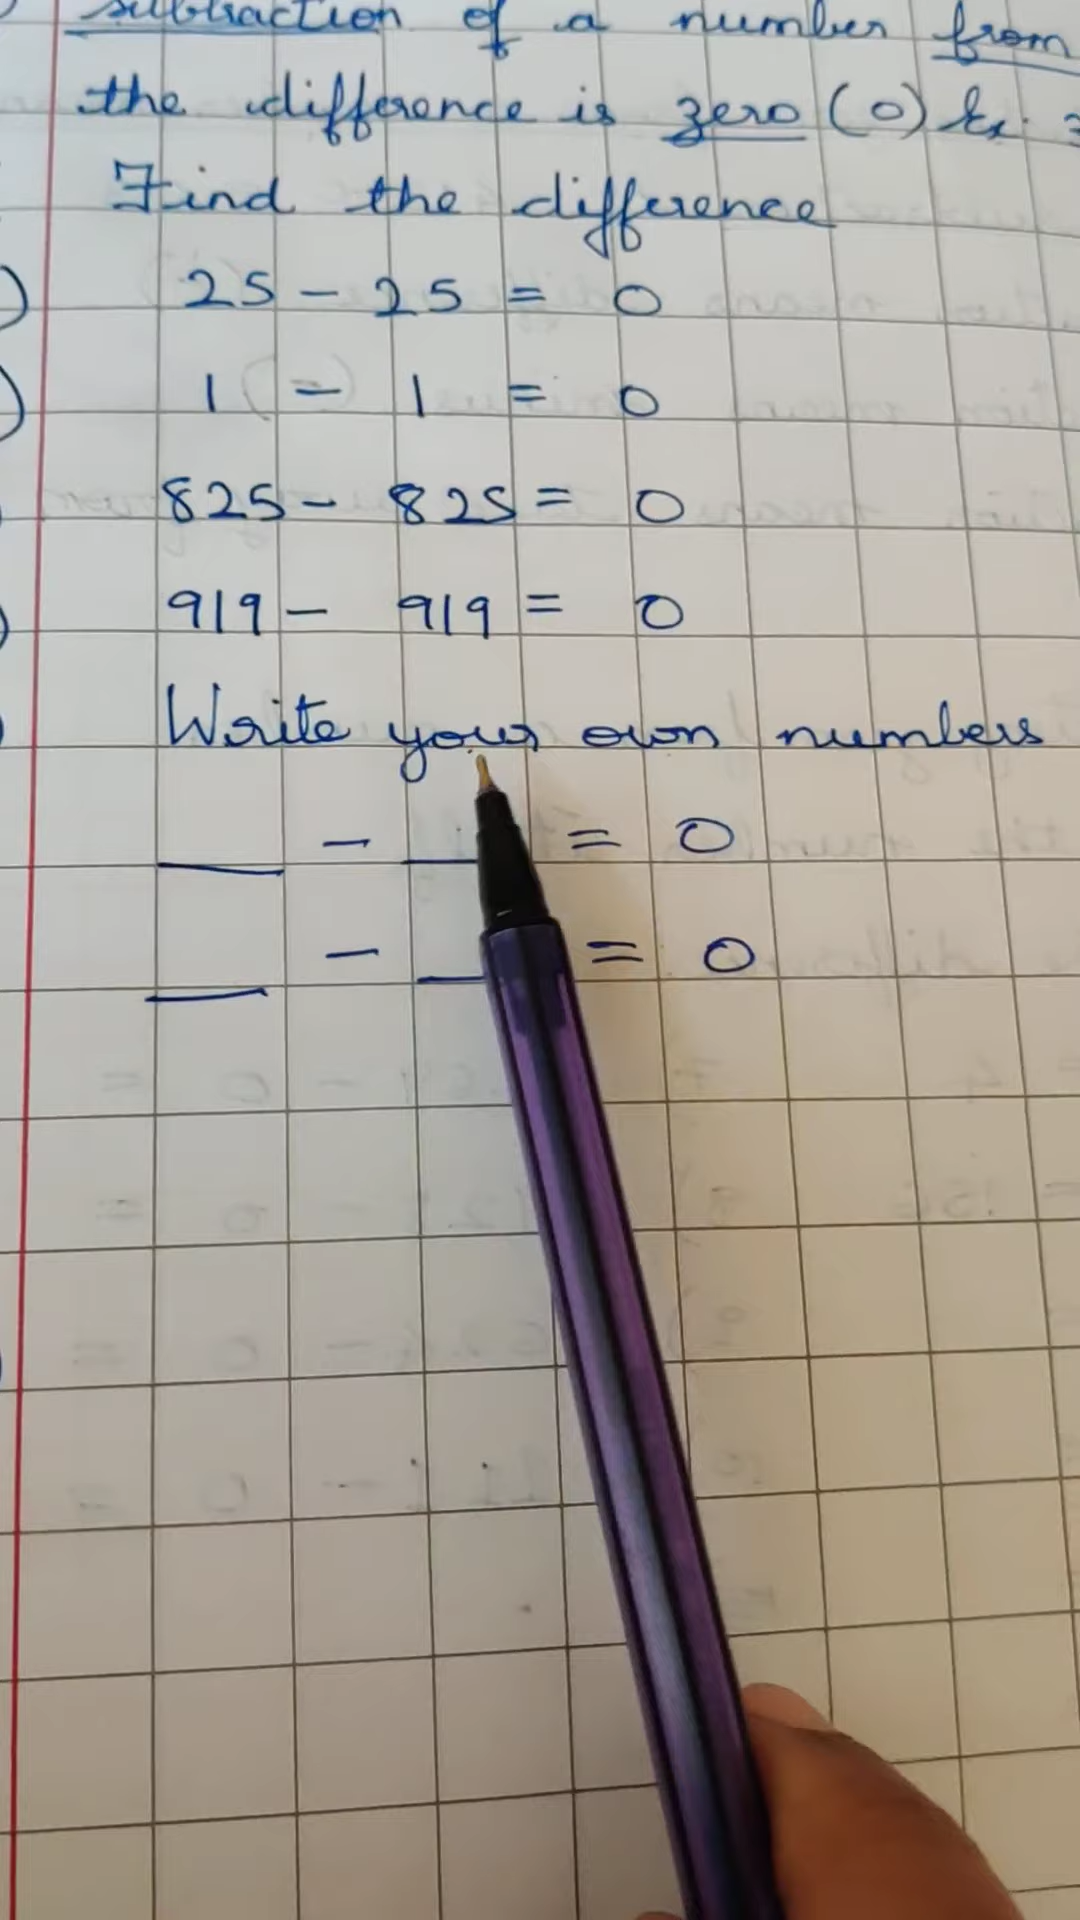 subtraction of a number from
the difference is zero (0)
Find the difference
25 - 25 = 0
1 - 1 = 0
825 - 825 = 0
919 - 919 = 0
Write your own numbers
___ - ___ = 0
___ - ___ = 0